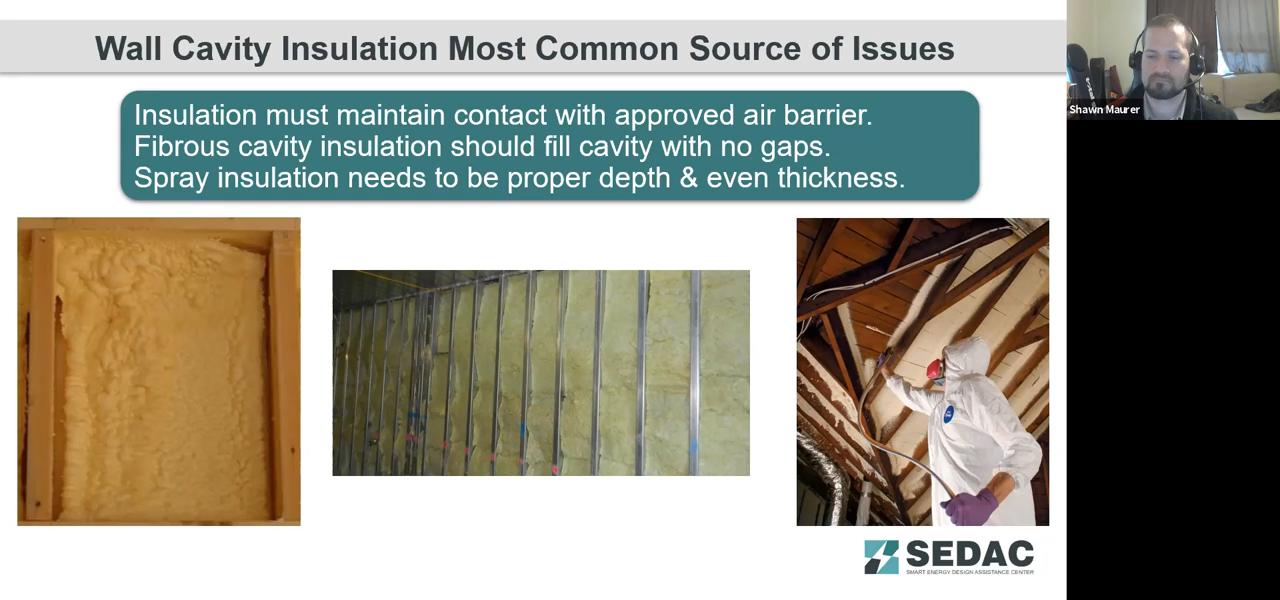 Wall Cavity Insulation Most Common Source of Issues
Insulation must maintain contact with approved air barrier.
Fibrous cavity insulation should fill cavity with no gaps.
Spray insulation needs to be proper depth & even thickness.
Shawn Maurer
SEDAC
SMART ENERGY DESIGN ASSISTANCE CENTER